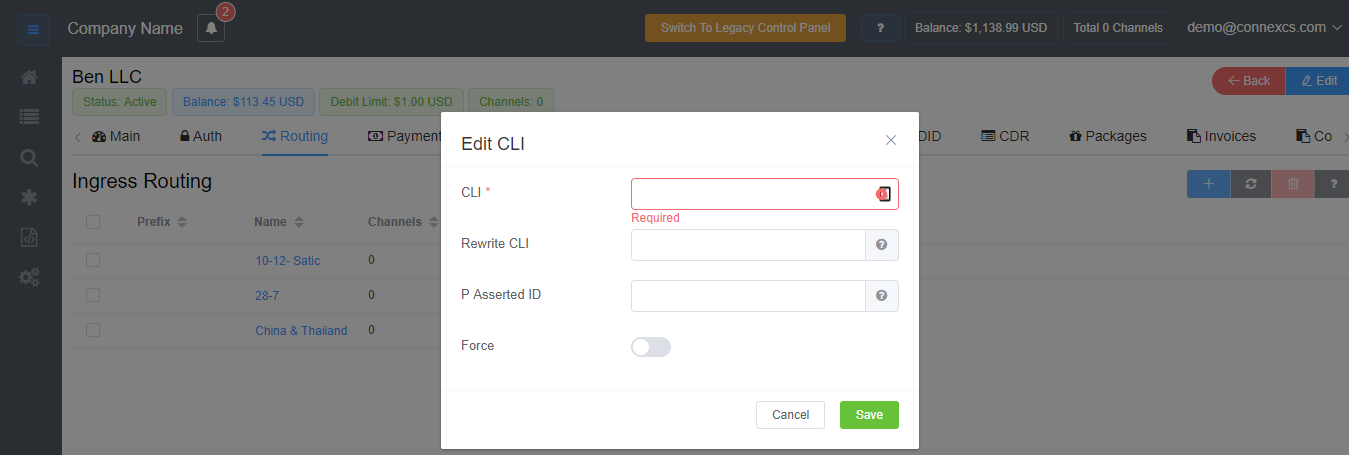 Company Name 2 Switch To Legacy Control Panel ? Balance: $1,138.99 USD Total 0 Channels demo@connexcs.com
Ben LLC
Back Edit
Status: Active Balance: $113.45 USD Debit Limit: $1.00 USD Channels: 0
Main Auth Routing Payment DID CDR Packages Invoices Co
Ingress Routing
?
Prefix Name Channels
10-12- Satic 0
28-7 0
China & Thailand 0
Edit CLI
CLI *
Required
Rewrite CLI ?
P Asserted ID ?
Force
Cancel Save